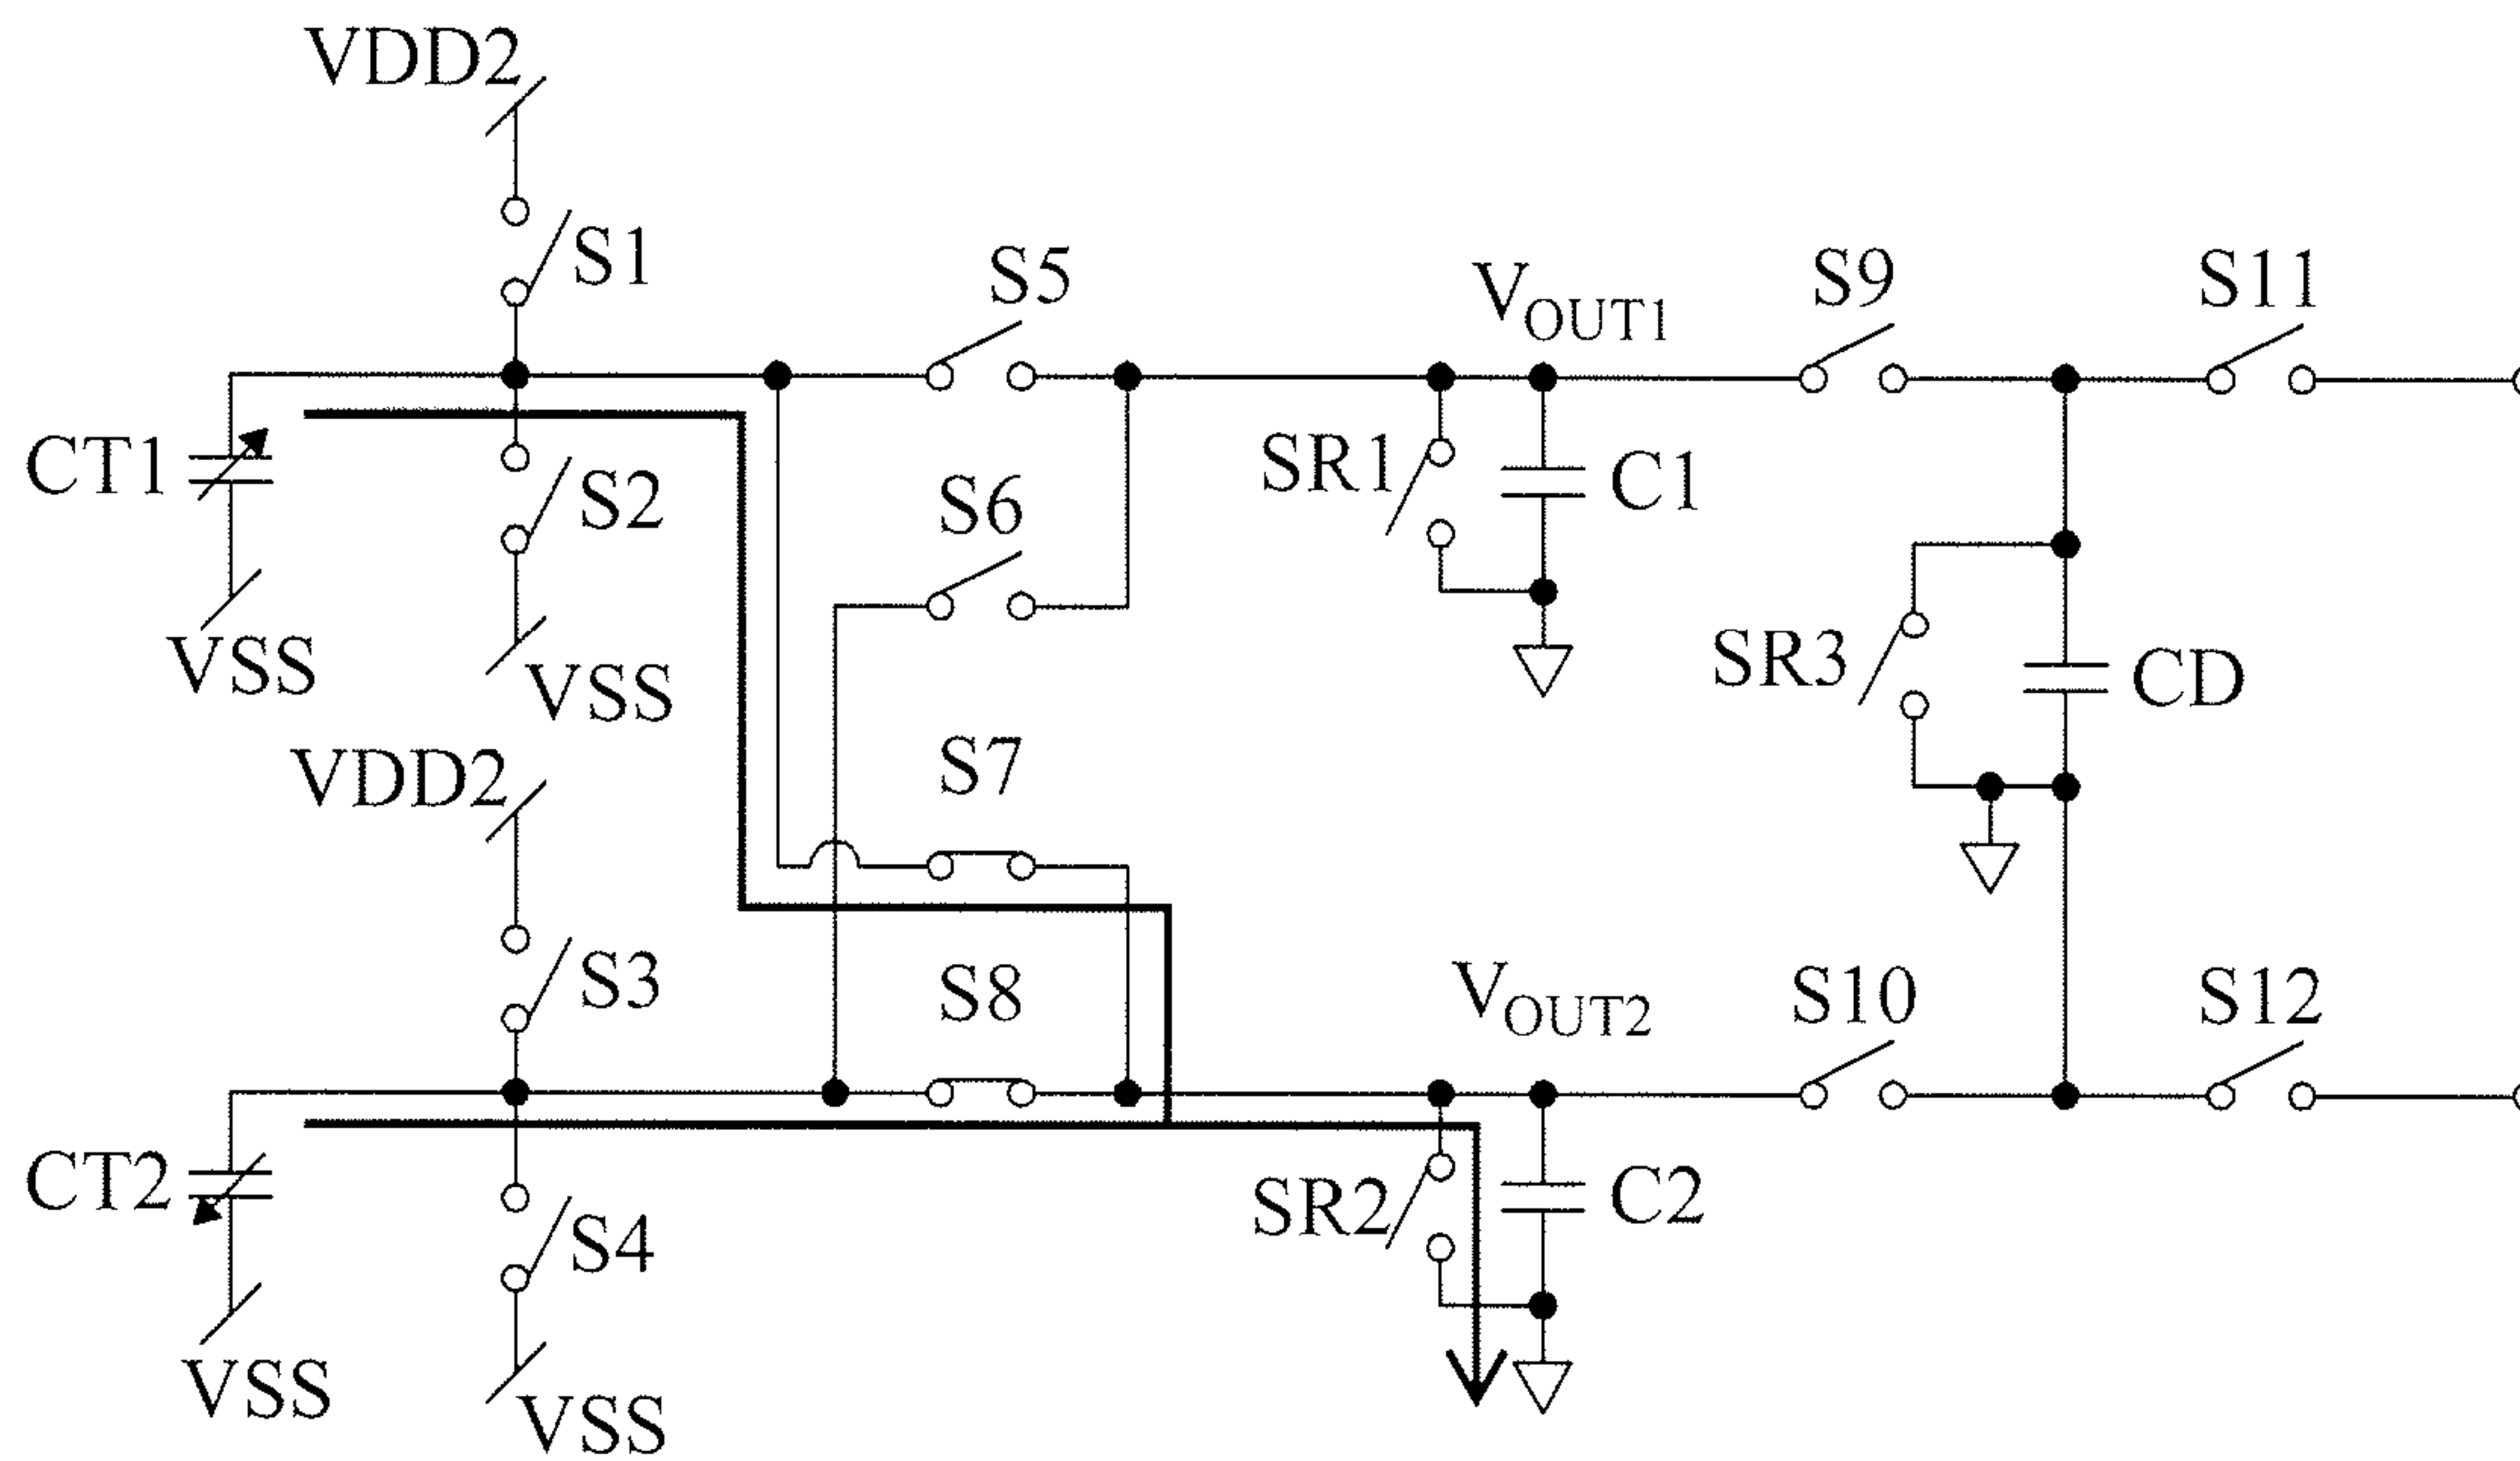 VDD2
S1
S5
VOUT1
S9
S11
CT1
S2
S6
SR1
C1
VSS
VSS
SR3
CD
VDD2
S7
S3
S8
VOUT2
S10
S12
CT2
S4
SR2
C2
VSS
VSS